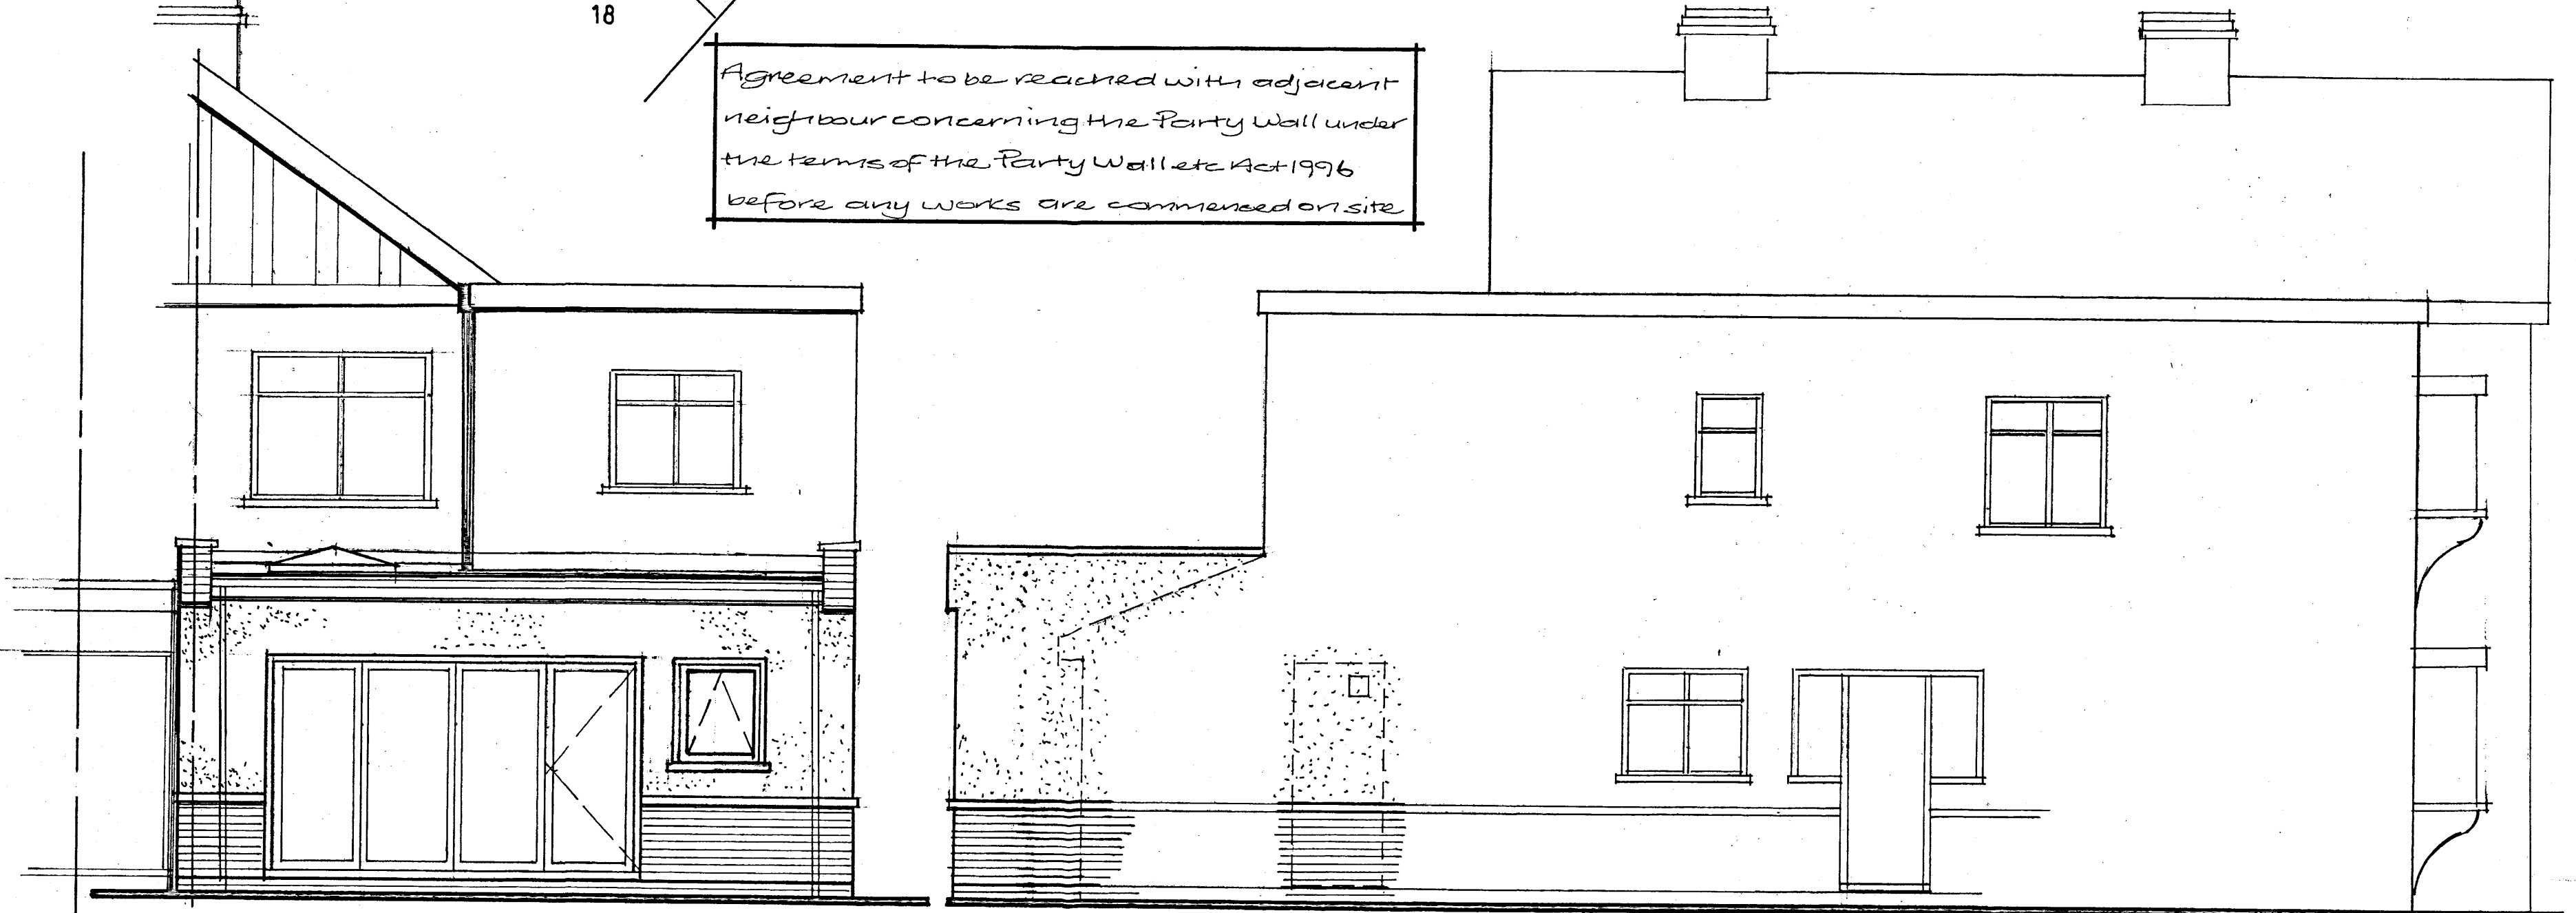 18
Agreement to be reached with adjacent
neighbour concerning the Party Wall under
the terms of the Party Wall etc Act 1996
before any works are commenced on site